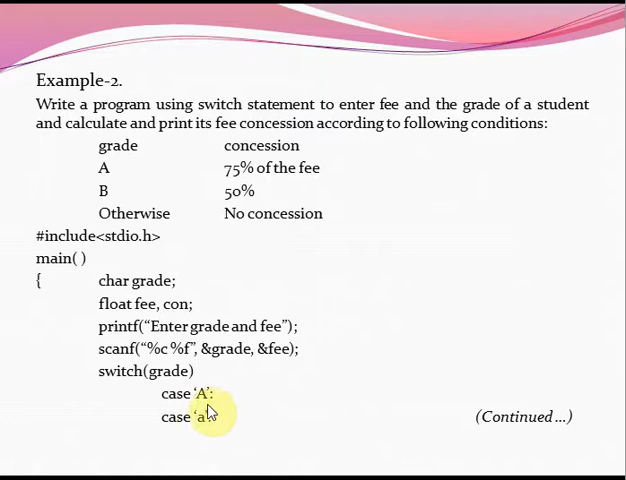 Example-2.
Write a program using switch statement to enter fee and the grade of a student
and calculate and print its fee concession according to following conditions:
grade concession
A 75% of the fee
B 50%
Otherwise No concession
#include<stdio.h>
main( )
{ char grade;
float fee, con;
printf(“Enter grade and fee”);
scanf(“%c %f”, &grade, &fee);
switch(grade)
case ‘A’:
case ‘a’: (Continued ...)